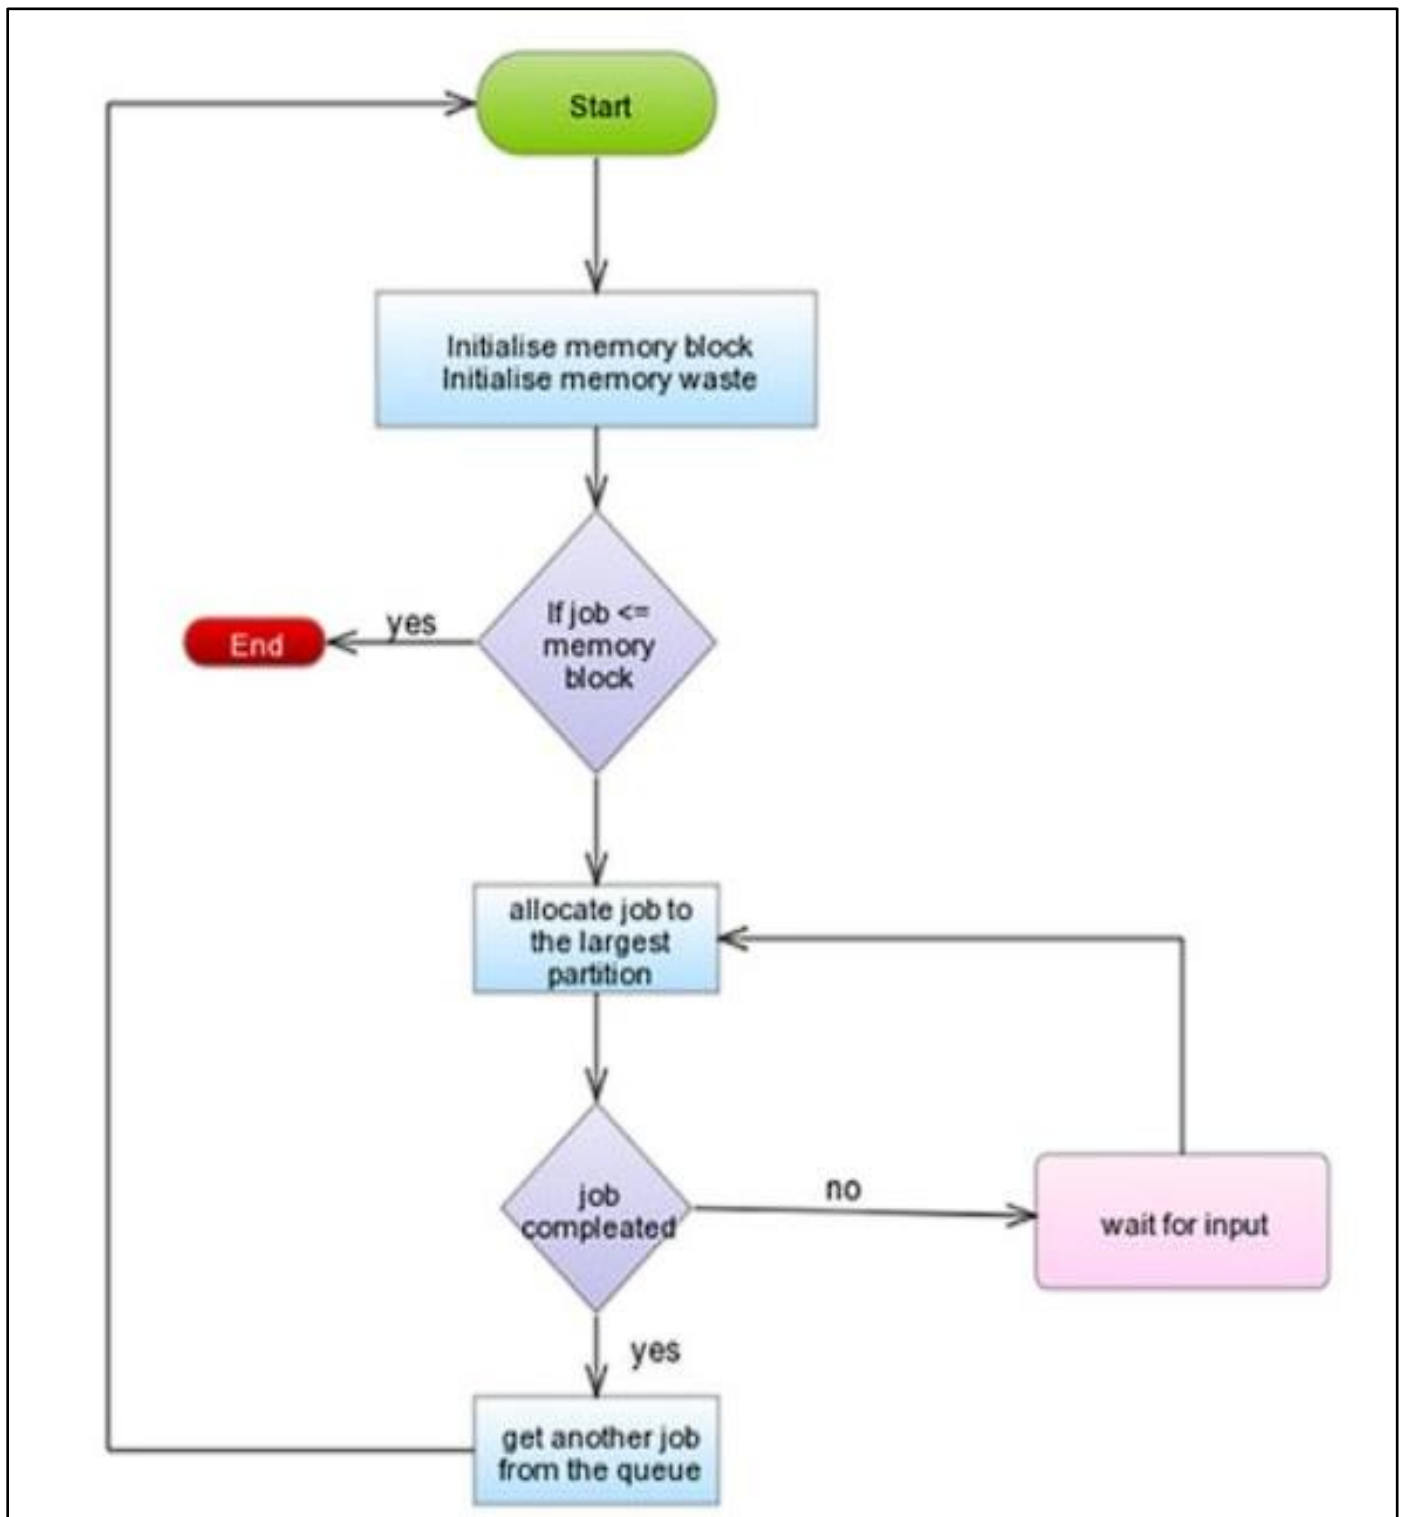 Start
Initialise memory block
Initialise memory waste
If job <=
memory
block
yes
End
allocate job to
the largest
partition
job
compleated
no
wait for input
yes
get another job
from the queue